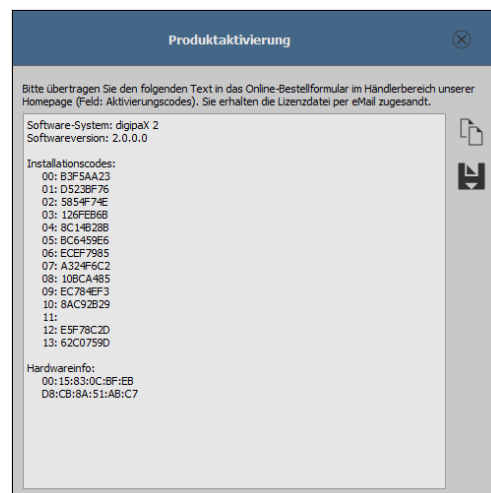 Produktaktivierung
Bitte übertragen Sie den folgenden Text in das Online-Bestellformular im Händlerbereich unserer
Homepage (Feld: Aktivierungscodes). Sie erhalten die Lizenzdatei per eMail zugesandt.
Software-System: digipaX 2
Softwareversion: 2.0.0.0
Installationscodes:
00: B3F5AA23
01: D523BF76
02: 5854F74E
03: 126FEB6B
04: 8C14B28B
05: BC6459E6
06: ECEF7985
07: A324F6C2
08: 10BCA485
09: EC784EF3
10: 8AC92B29
11:
12: E5F78C2D
13: 62C0759D
Hardwareinfo:
00:15:83:0C:BF:EB
D8:CB:8A:51:AB:C7